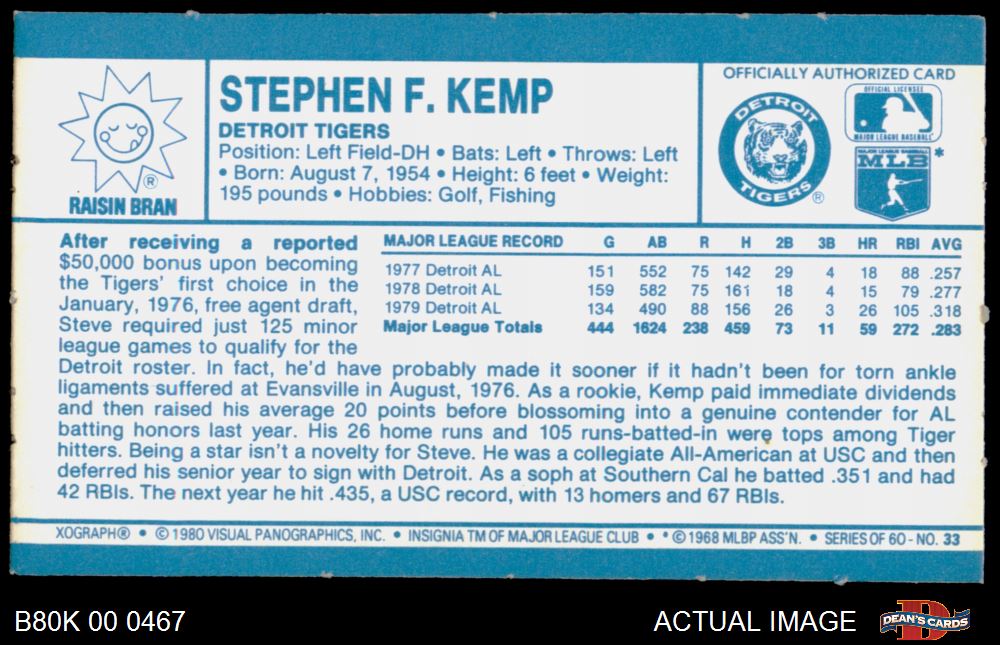 RAISIN BRAN
®
STEPHEN F. KEMP
DETROIT TIGERS
Position: Left Field-DH • Bats: Left • Throws: Left
• Born: August 7, 1954 • Height: 6 feet • Weight:
195 pounds • Hobbies: Golf, Fishing
OFFICIALLY AUTHORIZED CARD
DETROIT
TIGERS
®
OFFICIAL LICENSEE
MAJOR LEAGUE BASEBALL
MAJOR LEAGUE BASEBALL
MLB *
After receiving a reported
$50,000 bonus upon becoming
the Tigers' first choice in the
January, 1976, free agent draft,
Steve required just 125 minor
league games to qualify for the
MAJOR LEAGUE RECORD G AB R H 2B 3B HR RBI AVG
1977 Detroit AL 151 552 75 142 29 4 18 88 .257
1978 Detroit AL 159 582 75 161 18 4 15 79 .277
1979 Detroit AL 134 490 88 156 26 3 26 105 .318
Major League Totals 444 1624 238 459 73 11 59 272 .283
Detroit roster. In fact, he'd have probably made it sooner if it hadn't been for torn ankle
ligaments suffered at Evansville in August, 1976. As a rookie, Kemp paid immediate dividends
and then raised his average 20 points before blossoming into a genuine contender for AL
batting honors last year. His 26 home runs and 105 runs-batted-in were tops among Tiger
hitters. Being a star isn't a novelty for Steve. He was a collegiate All-American at USC and then
deferred his senior year to sign with Detroit. As a soph at Southern Cal he batted .351 and had
42 RBIs. The next year he hit .435, a USC record, with 13 homers and 67 RBIs.
XOGRAPH® • © 1980 VISUAL PANOGRAPHICS, INC. • INSIGNIA TM OF MAJOR LEAGUE CLUB • * © 1968 MLBP ASS'N. • SERIES OF 60 - NO. 33
B80K 00 0467
ACTUAL IMAGE
D
DEAN'S CARDS